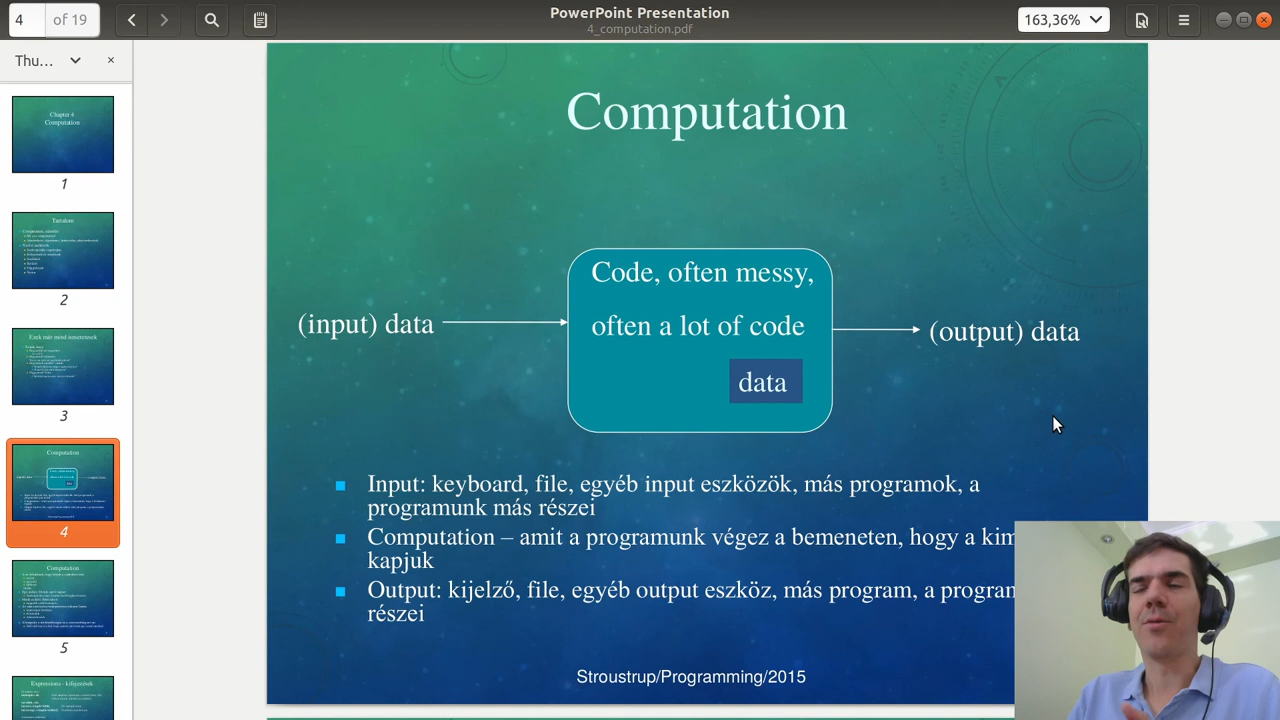 4
of 19
PowerPoint Presentation
4_computation.pdf
163,36%
Thu...
Chapter 4
Computation
1
Tartalom
2
Ezek már mind ismeretesek
3
Computation
4
Computation
5
Expressions - kifejezések
Computation
(input) data
Code, often messy,
often a lot of code
data
(output) data
Input: keyboard, file, egyéb input eszközök, más programok, a
programunk más részei
Computation – amit a programunk végez a bemeneten, hogy a kim
kapjuk
Output: kijelző, file, egyéb output eszköz, más program, a program
részei
Stroustrup/Programming/2015